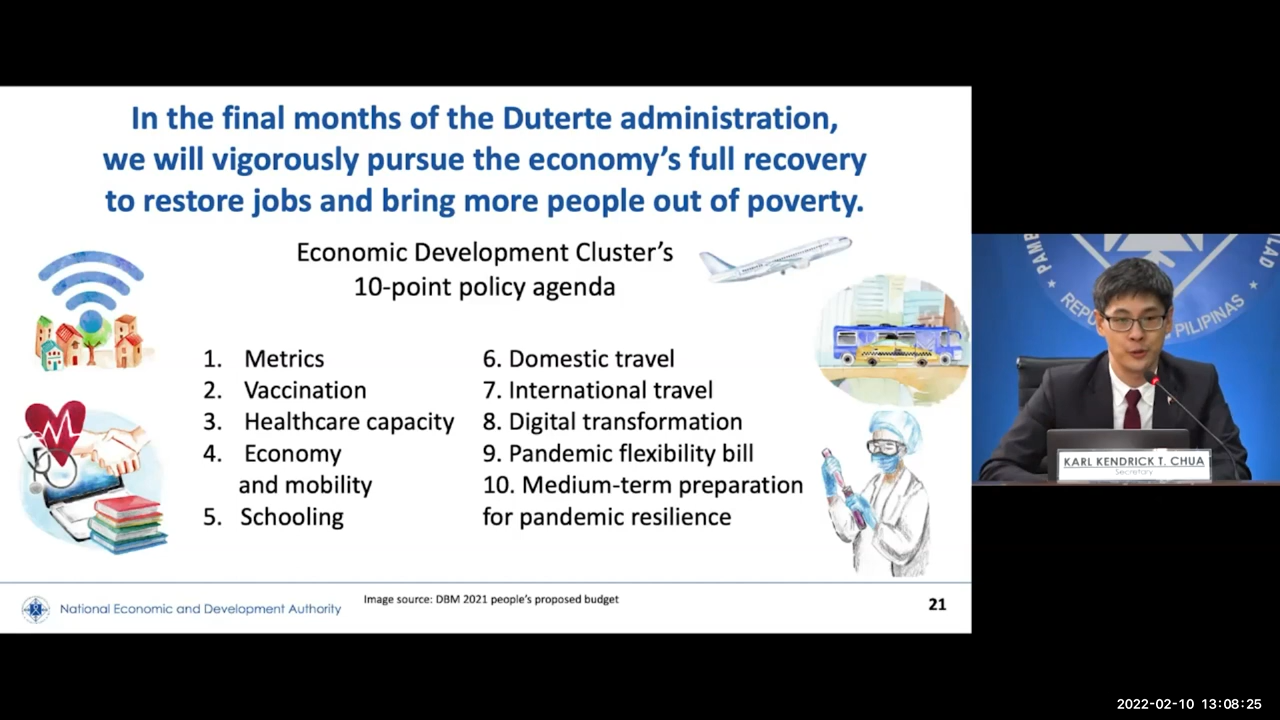 In the final months of the Duterte administration,
we will vigorously pursue the economy's full recovery
to restore jobs and bring more people out of poverty.
Economic Development Cluster's
10-point policy agenda
1. Metrics
2. Vaccination
3. Healthcare capacity
4. Economy
and mobility
5. Schooling
6. Domestic travel
7. International travel
8. Digital transformation
9. Pandemic flexibility bill
10. Medium-term preparation
for pandemic resilience
National Economic and Development Authority
Image source: DBM 2021 people's proposed budget
21
PILIPINAS
KARL KENDRICK T. CHUA
Secretary
2022-02-10 13:08:25